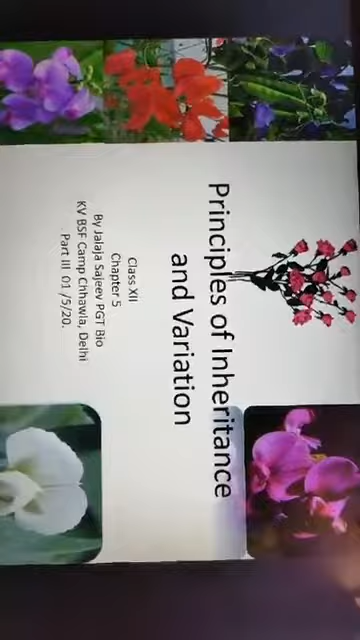 Principles of Inheritance
and Variation
Class XII
Chapter 5
By Jalaja Sajeev PGT Bio
KV BSF Camp Chhawla, Delhi
Part III 01 /5/20.